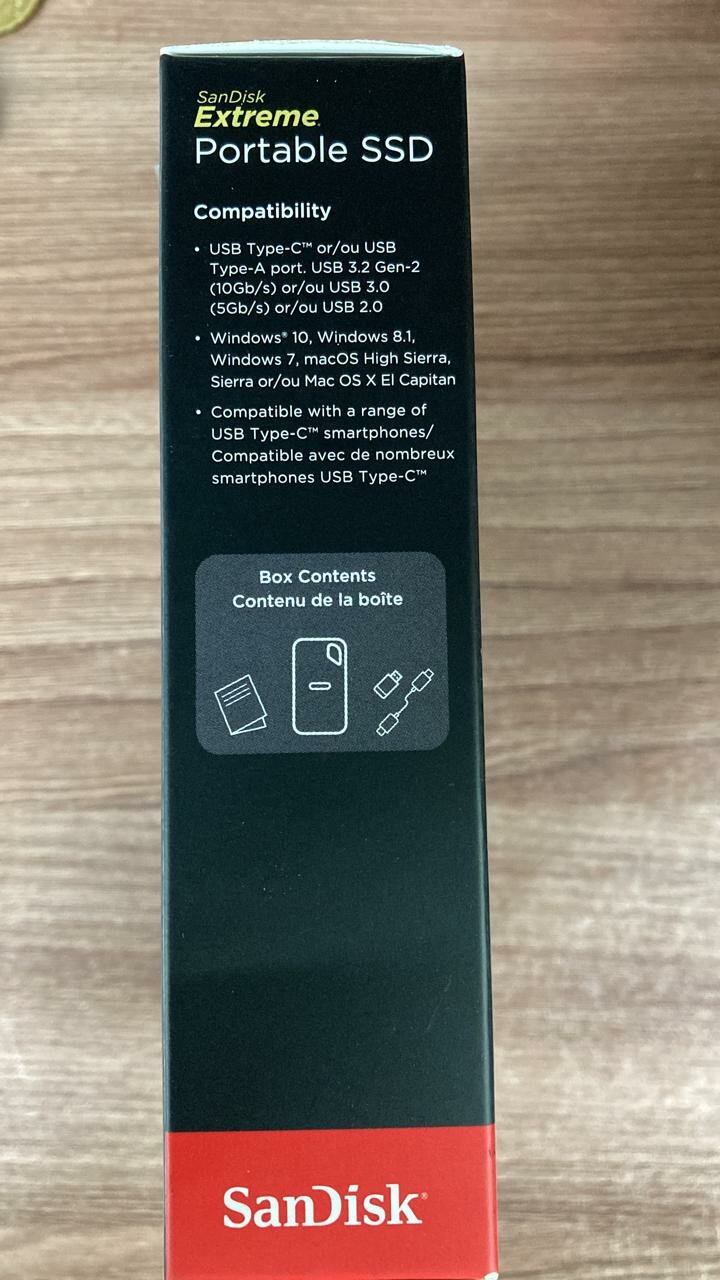 SanDisk
Extreme.
Portable SSD
Compatibility
• USB Type-C™ or/ou USB
Type-A port. USB 3.2 Gen-2
(10Gb/s) or/ou USB 3.0
(5Gb/s) or/ou USB 2.0
• Windows® 10, Windows 8.1,
Windows 7, macOS High Sierra,
Sierra or/ou Mac OS X El Capitan
• Compatible with a range of
USB Type-C™ smartphones/
Compatible avec de nombreux
smartphones USB Type-C™
Box Contents
Contenu de la boîte
SanDisk®